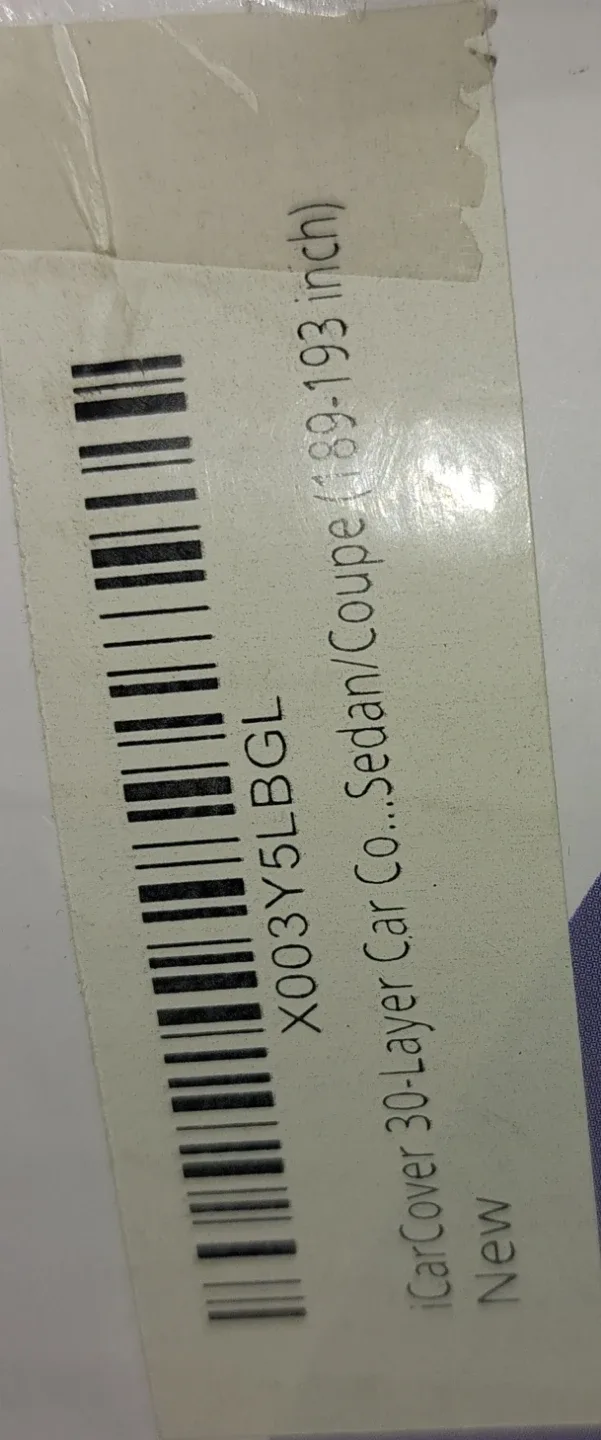 X003Y5LBGL
iCarCover 30-Layer Car Co...Sedan/Coupe (189-193 inch)
New